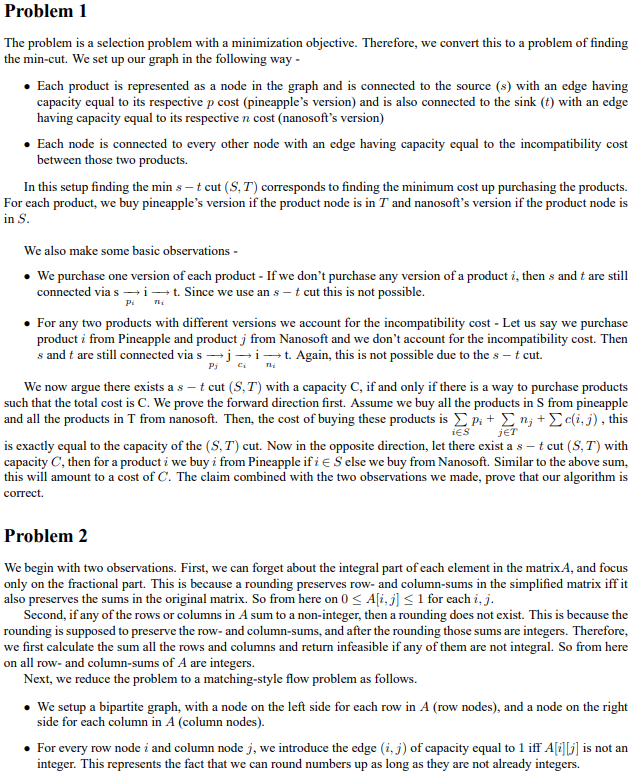 Problem 1
The problem is a selection problem with a minimization objective. Therefore, we convert this to a problem of finding
the min-cut. We set up our graph in the following way -
• Each product is represented as a node in the graph and is connected to the source (s) with an edge having
capacity equal to its respective p cost (pineapple's version) and is also connected to the sink (t) with an edge
having capacity equal to its respective n cost (nanosoft's version)
• Each node is connected to every other node with an edge having capacity equal to the incompatibility cost
between those two products.
In this setup finding the min s − t cut (S, T) corresponds to finding the minimum cost up purchasing the products.
For each product, we buy pineapple's version if the product node is in T and nanosoft's version if the product node is
in S.
We also make some basic observations -
• We purchase one version of each product - If we don't purchase any version of a product i, then s and t are still
connected via s ⟶ i ⟶ t. Since we use an s − t cut this is not possible.
p_i n_i
• For any two products with different versions we account for the incompatibility cost - Let us say we purchase
product i from Pineapple and product j from Nanosoft and we don't account for the incompatibility cost. Then
s and t are still connected via s ⟶ j ⟶ i ⟶ t. Again, this is not possible due to the s − t cut.
p_j c_i n_i
We now argue there exists a s − t cut (S, T) with a capacity C, if and only if there is a way to purchase products
such that the total cost is C. We prove the forward direction first. Assume we buy all the products in S from pineapple
and all the products in T from nanosoft. Then, the cost of buying these products is ∑ p_i + ∑ n_j + ∑ c(i, j) , this
i∈S j∈T
is exactly equal to the capacity of the (S, T) cut. Now in the opposite direction, let there exist a s − t cut (S, T) with
capacity C, then for a product i we buy i from Pineapple if i ∈ S else we buy from Nanosoft. Similar to the above sum,
this will amount to a cost of C. The claim combined with the two observations we made, prove that our algorithm is
correct.
Problem 2
We begin with two observations. First, we can forget about the integral part of each element in the matrix A, and focus
only on the fractional part. This is because a rounding preserves row- and column-sums in the simplified matrix iff it
also preserves the sums in the original matrix. So from here on 0 ≤ A[i, j] ≤ 1 for each i, j.
Second, if any of the rows or columns in A sum to a non-integer, then a rounding does not exist. This is because the
rounding is supposed to preserve the row- and column-sums, and after the rounding those sums are integers. Therefore,
we first calculate the sum all the rows and columns and return infeasible if any of them are not integral. So from here
on all row- and column-sums of A are integers.
Next, we reduce the problem to a matching-style flow problem as follows.
• We setup a bipartite graph, with a node on the left side for each row in A (row nodes), and a node on the right
side for each column in A (column nodes).
• For every row node i and column node j, we introduce the edge (i, j) of capacity equal to 1 iff A[i][j] is not an
integer. This represents the fact that we can round numbers up as long as they are not already integers.